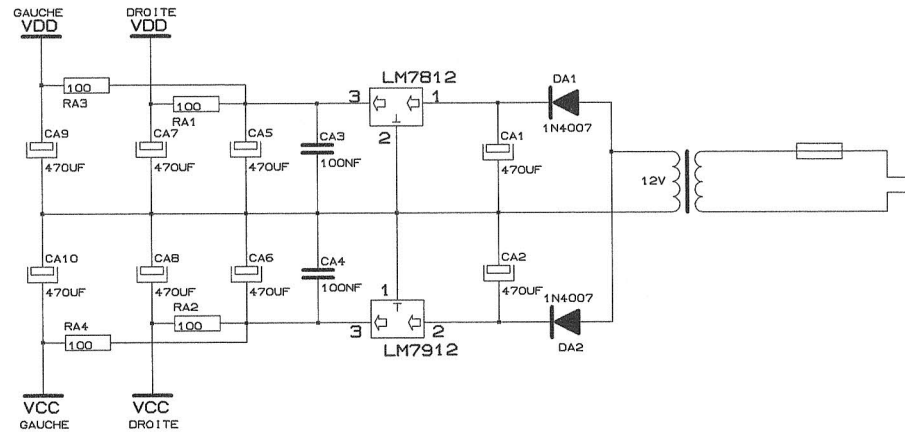 GAUCHE DROITE
VDD VDD
LM7812 DA1
100 3 1
RA3 100 1N4007
RA1 2
CA9 CA7 CA5 CA3 CA1
470UF 470UF 470UF 100NF 470UF
12V
CA10 CA8 CA6 CA4 CA2
470UF 470UF 470UF 100NF 470UF
1
RA2 1N4007
RA4 100 3 2
100 LM7912 DA2
VCC VCC
GAUCHE DROITE